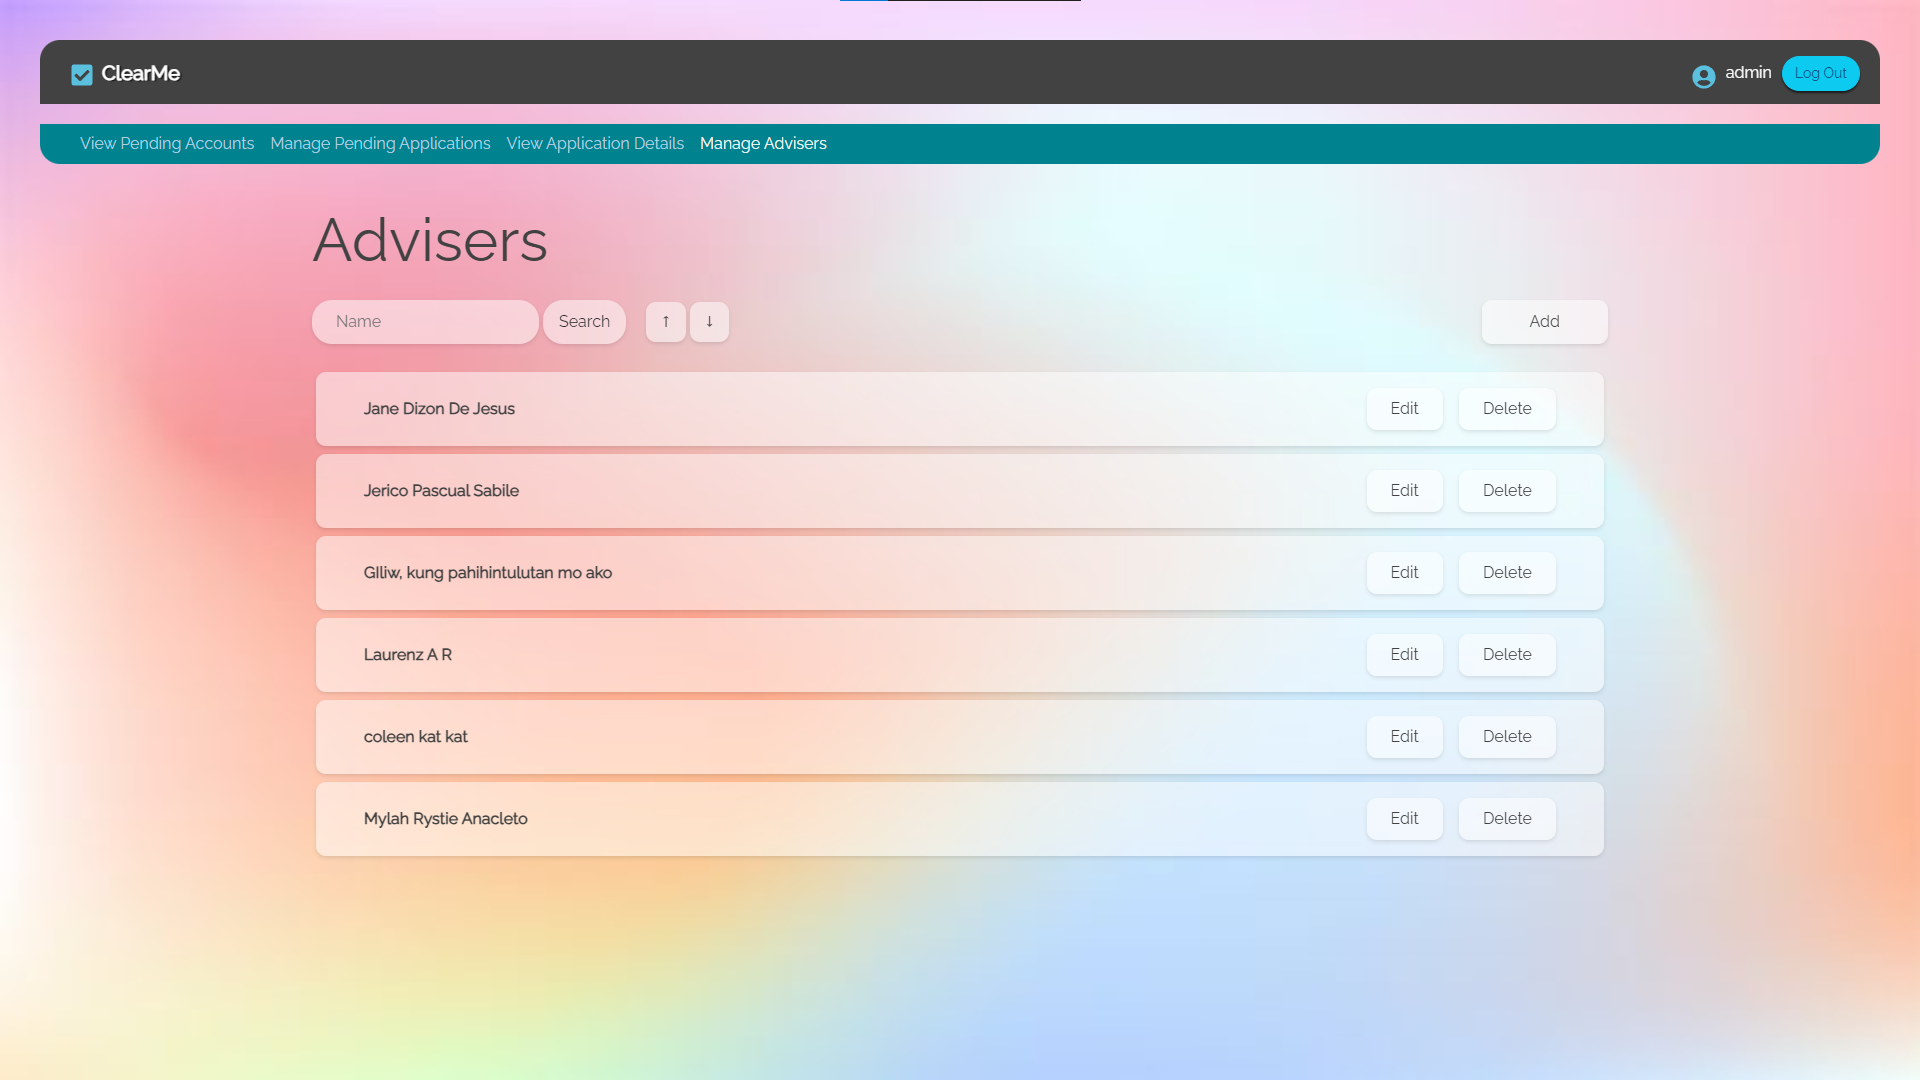 ClearMe
admin
Log Out
View Pending Accounts
Manage Pending Applications
View Application Details
Manage Advisers
Advisers
Name
Search
↑
↓
Add
Jane Dizon De Jesus
Edit
Delete
Jerico Pascual Sabile
Edit
Delete
GIliw, kung pahihintulutan mo ako
Edit
Delete
Laurenz A R
Edit
Delete
coleen kat kat
Edit
Delete
Mylah Rystie Anacleto
Edit
Delete